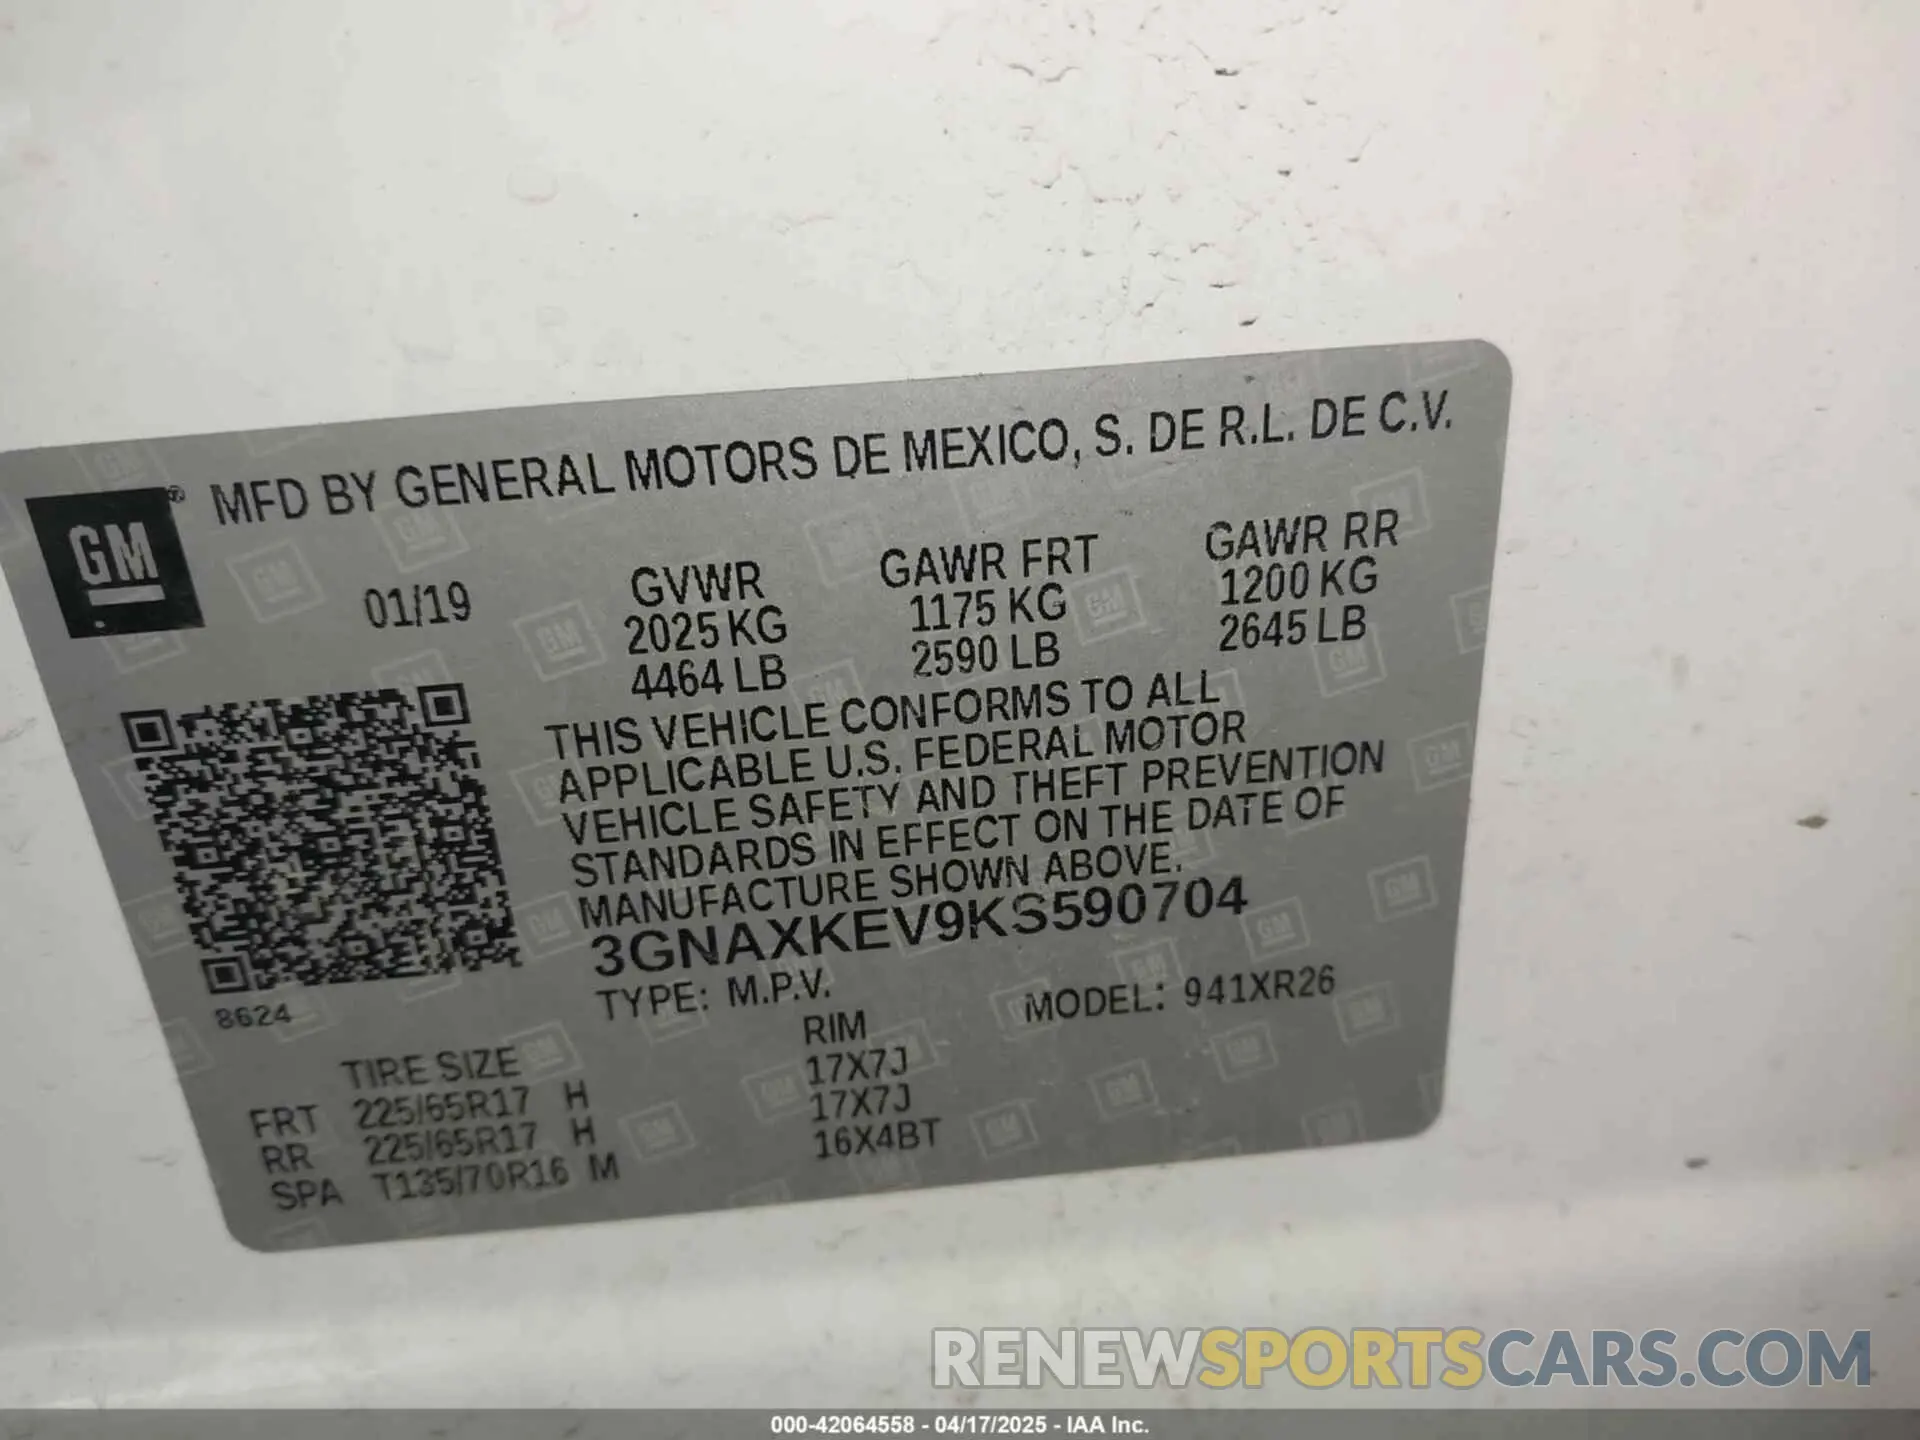 MFD BY GENERAL MOTORS DE MEXICO, S. DE R.L. DE C.V.
GM®
01/19 GVWR GAWR FRT GAWR RR
2025 KG 1175 KG 1200 KG
4464 LB 2590 LB 2645 LB
THIS VEHICLE CONFORMS TO ALL
APPLICABLE U.S. FEDERAL MOTOR
VEHICLE SAFETY AND THEFT PREVENTION
STANDARDS IN EFFECT ON THE DATE OF
MANUFACTURE SHOWN ABOVE.
3GNAXKEV9KS590704
8624
TYPE: M.P.V. MODEL: 941XR26
TIRE SIZE RIM
FRT 225/65R17 H 17X7J
RR 225/65R17 H 17X7J
SPA T135/70R16 M 16X4BT
RENEWSPORTSCARS.COM
000-42064558 - 04/17/2025 - IAA Inc.